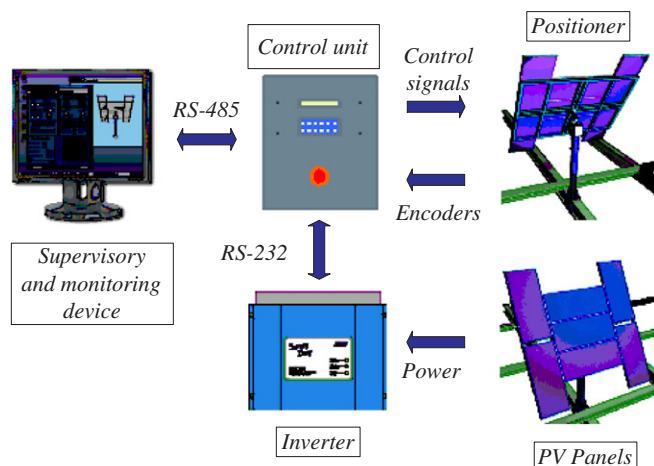 Positioner
Control unit
Control
signals
RS-485
Encoders
Supervisory
and monitoring
device
RS-232
Power
Inverter
PV Panels